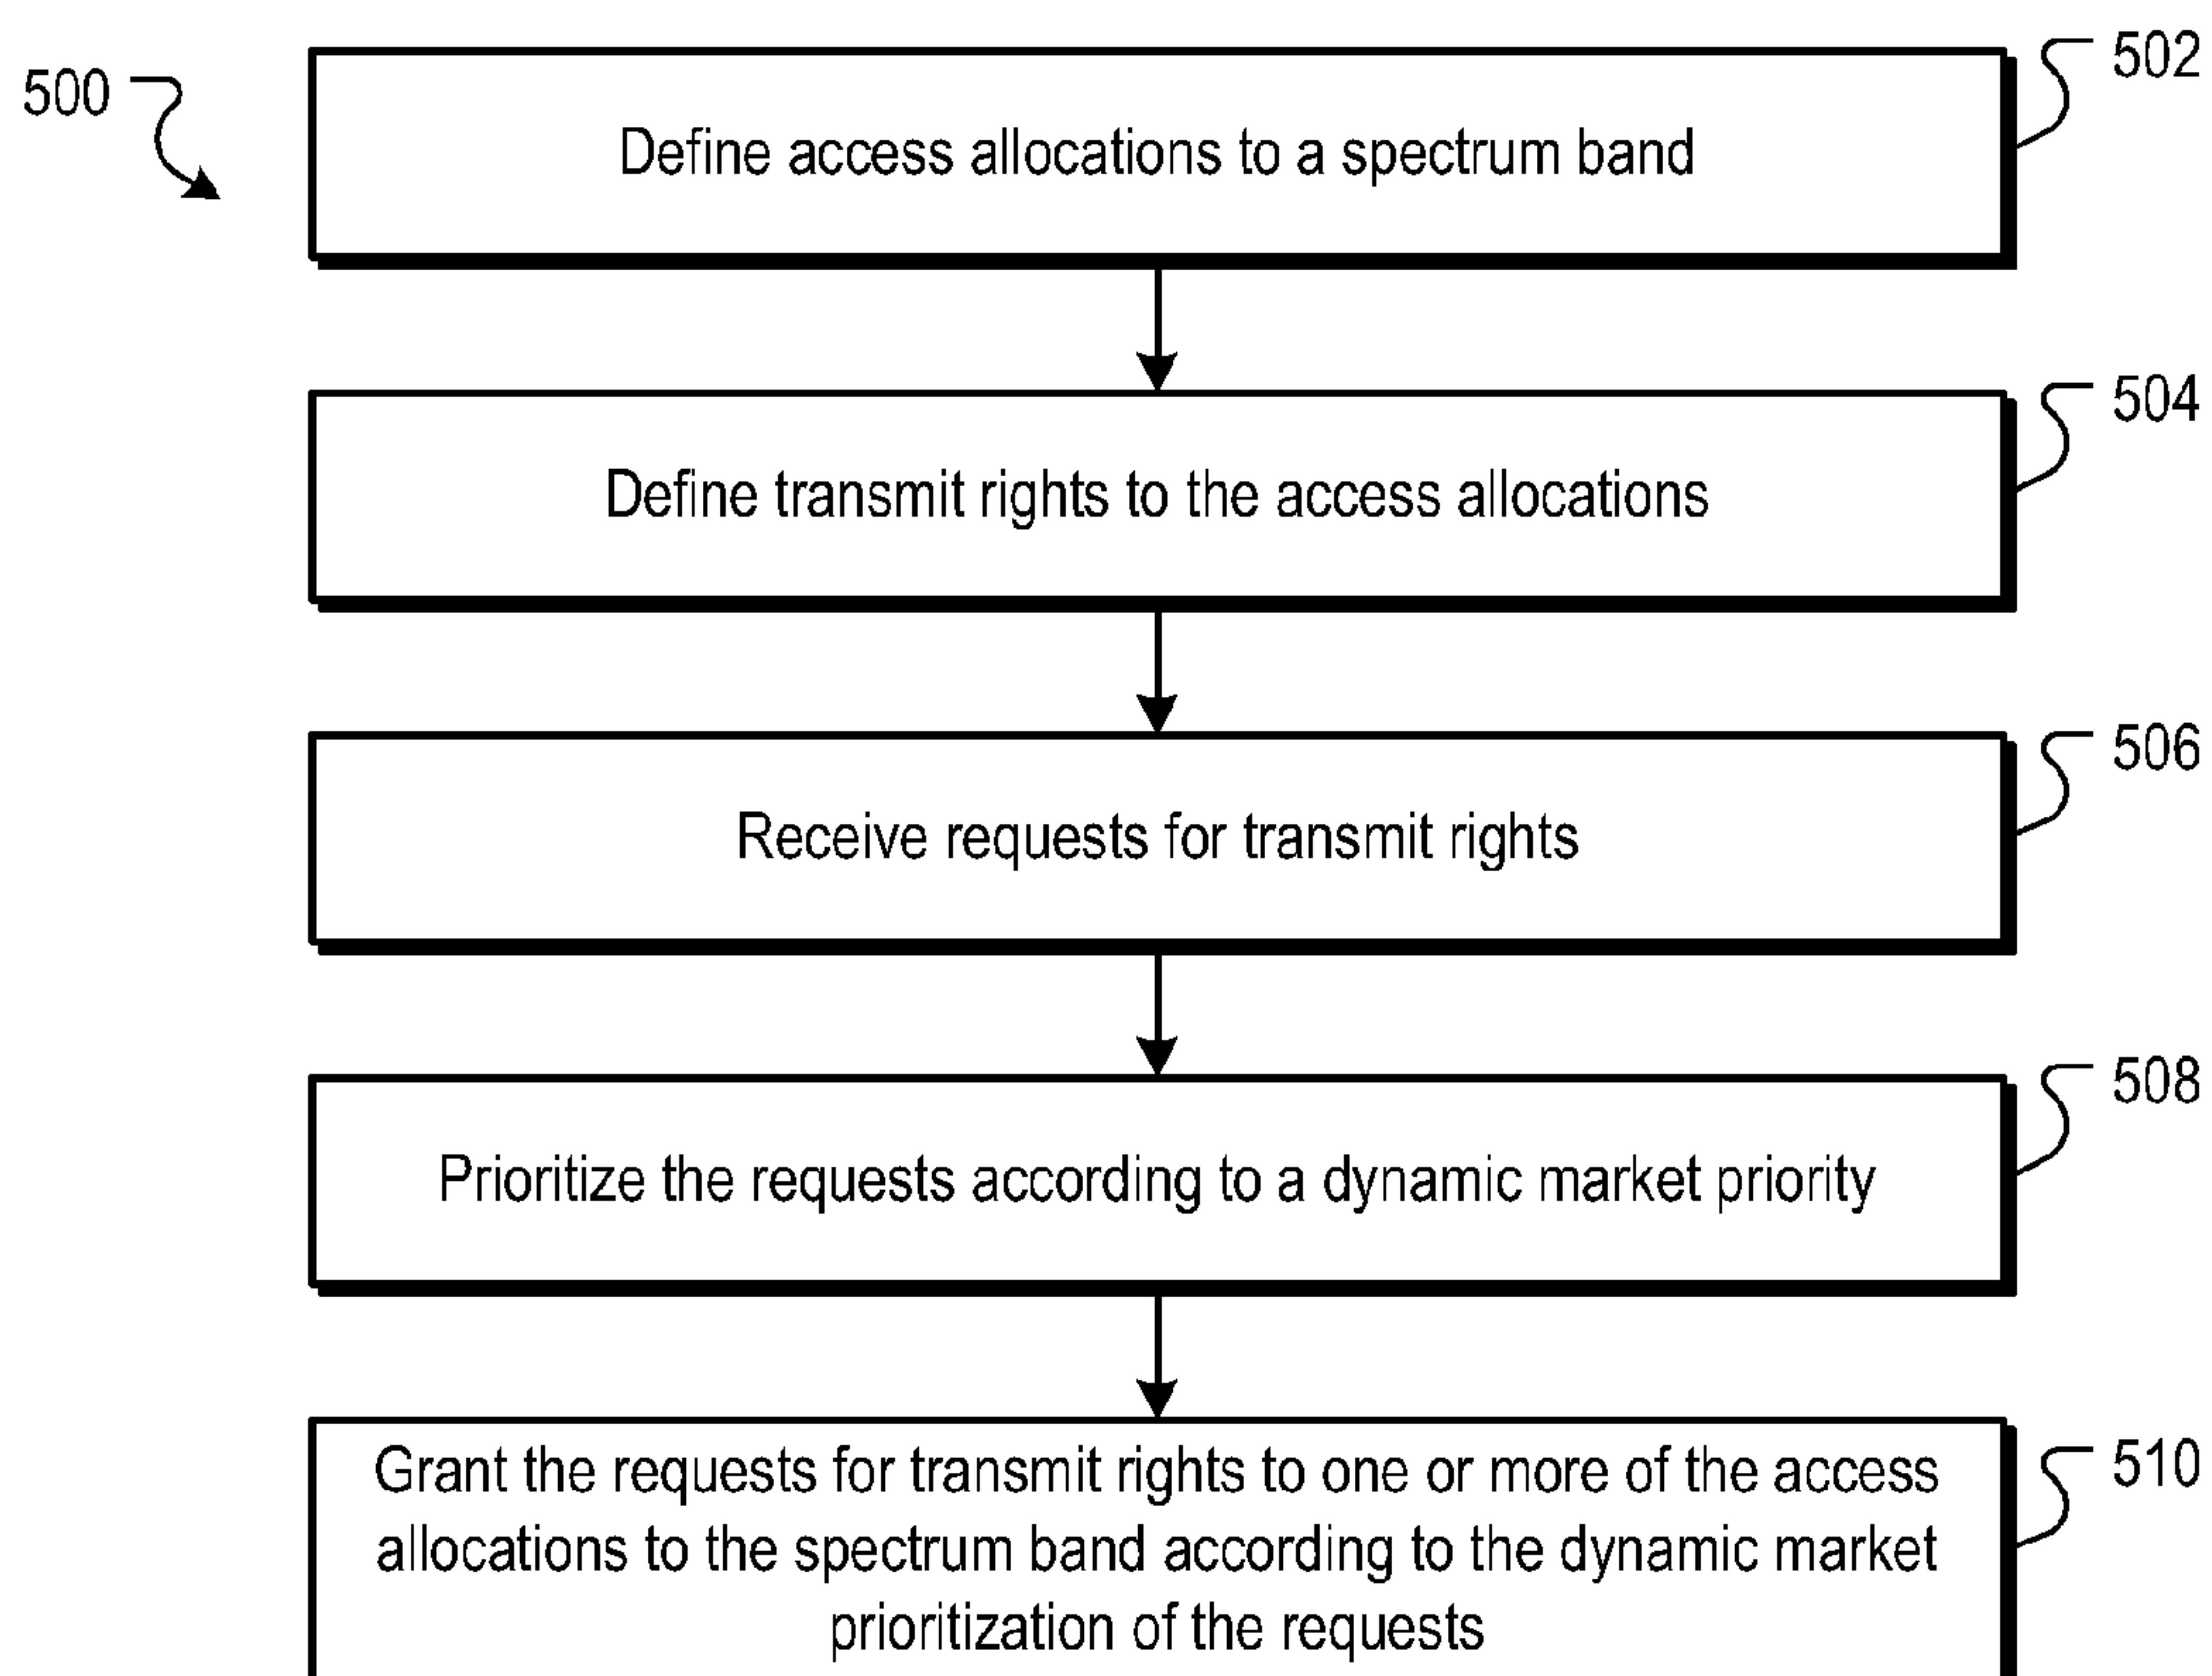 500
502
Define access allocations to a spectrum band
504
Define transmit rights to the access allocations
506
Receive requests for transmit rights
508
Prioritize the requests according to a dynamic market priority
510
Grant the requests for transmit rights to one or more of the access
allocations to the spectrum band according to the dynamic market
prioritization of the requests